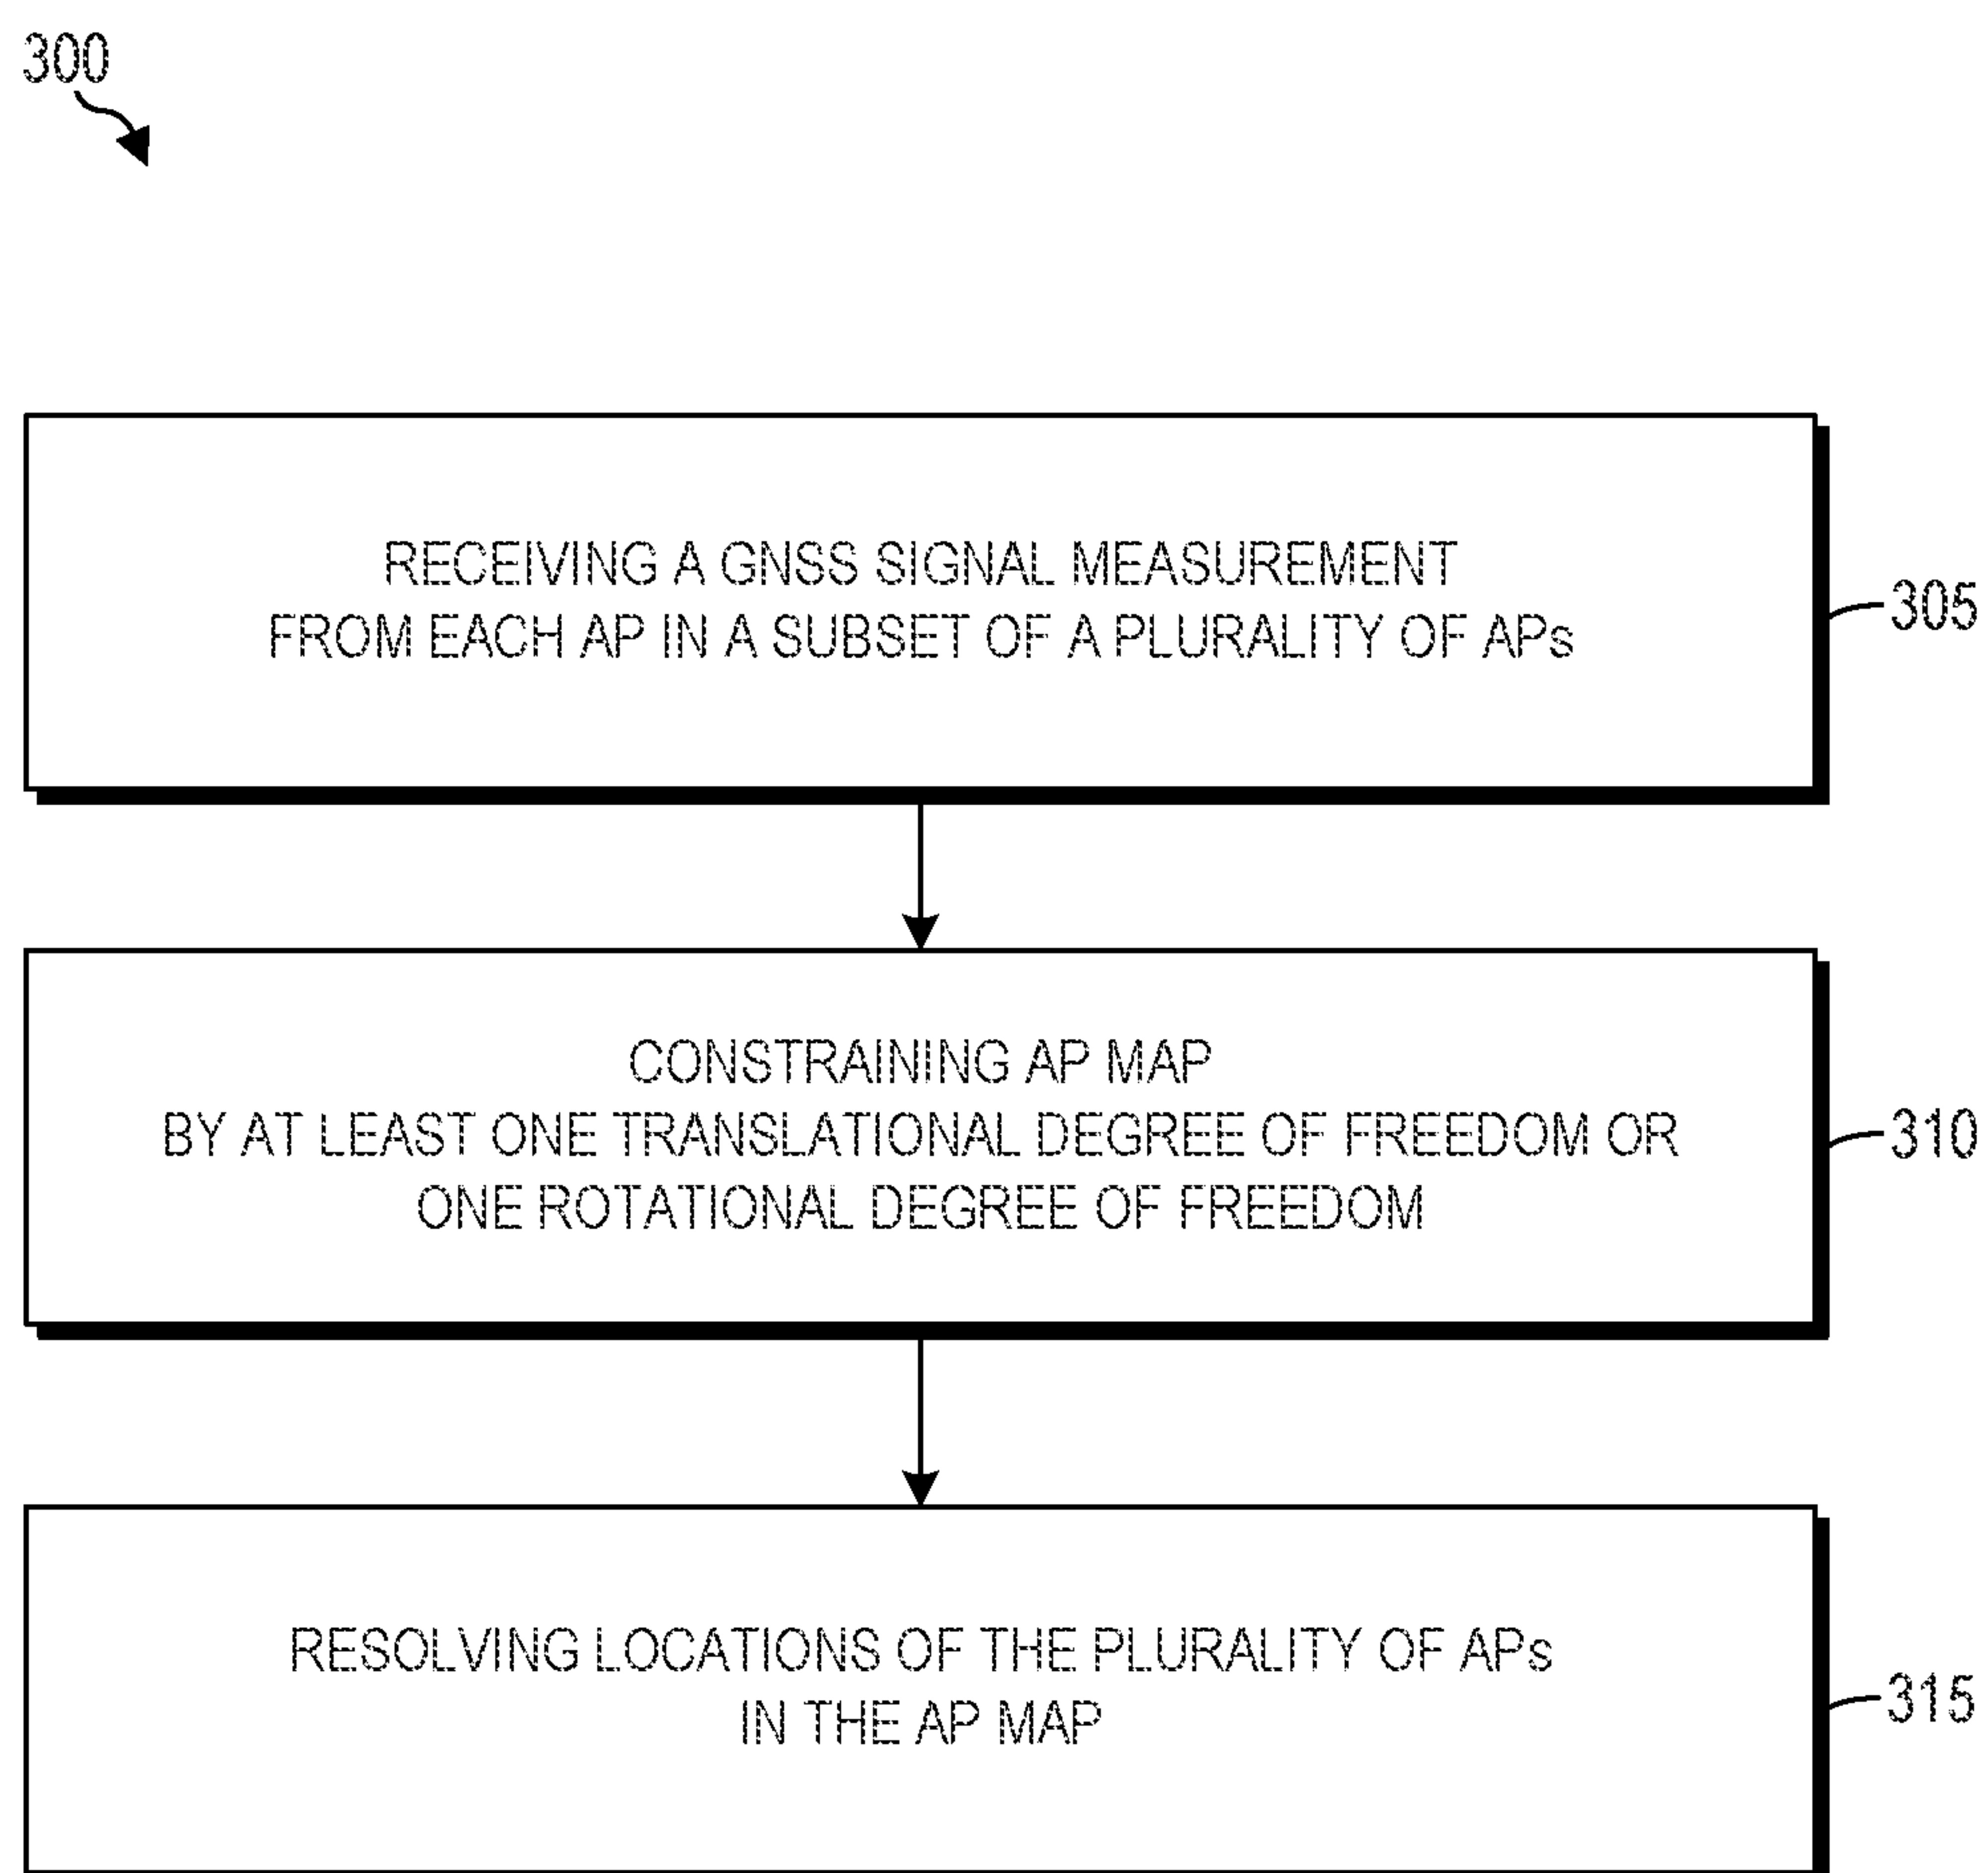 300
RECEIVING A GNSS SIGNAL MEASUREMENT
FROM EACH AP IN A SUBSET OF A PLURALITY OF APs
305
CONSTRAINING AP MAP
BY AT LEAST ONE TRANSLATIONAL DEGREE OF FREEDOM OR
ONE ROTATIONAL DEGREE OF FREEDOM
310
RESOLVING LOCATIONS OF THE PLURALITY OF APs
IN THE AP MAP
315